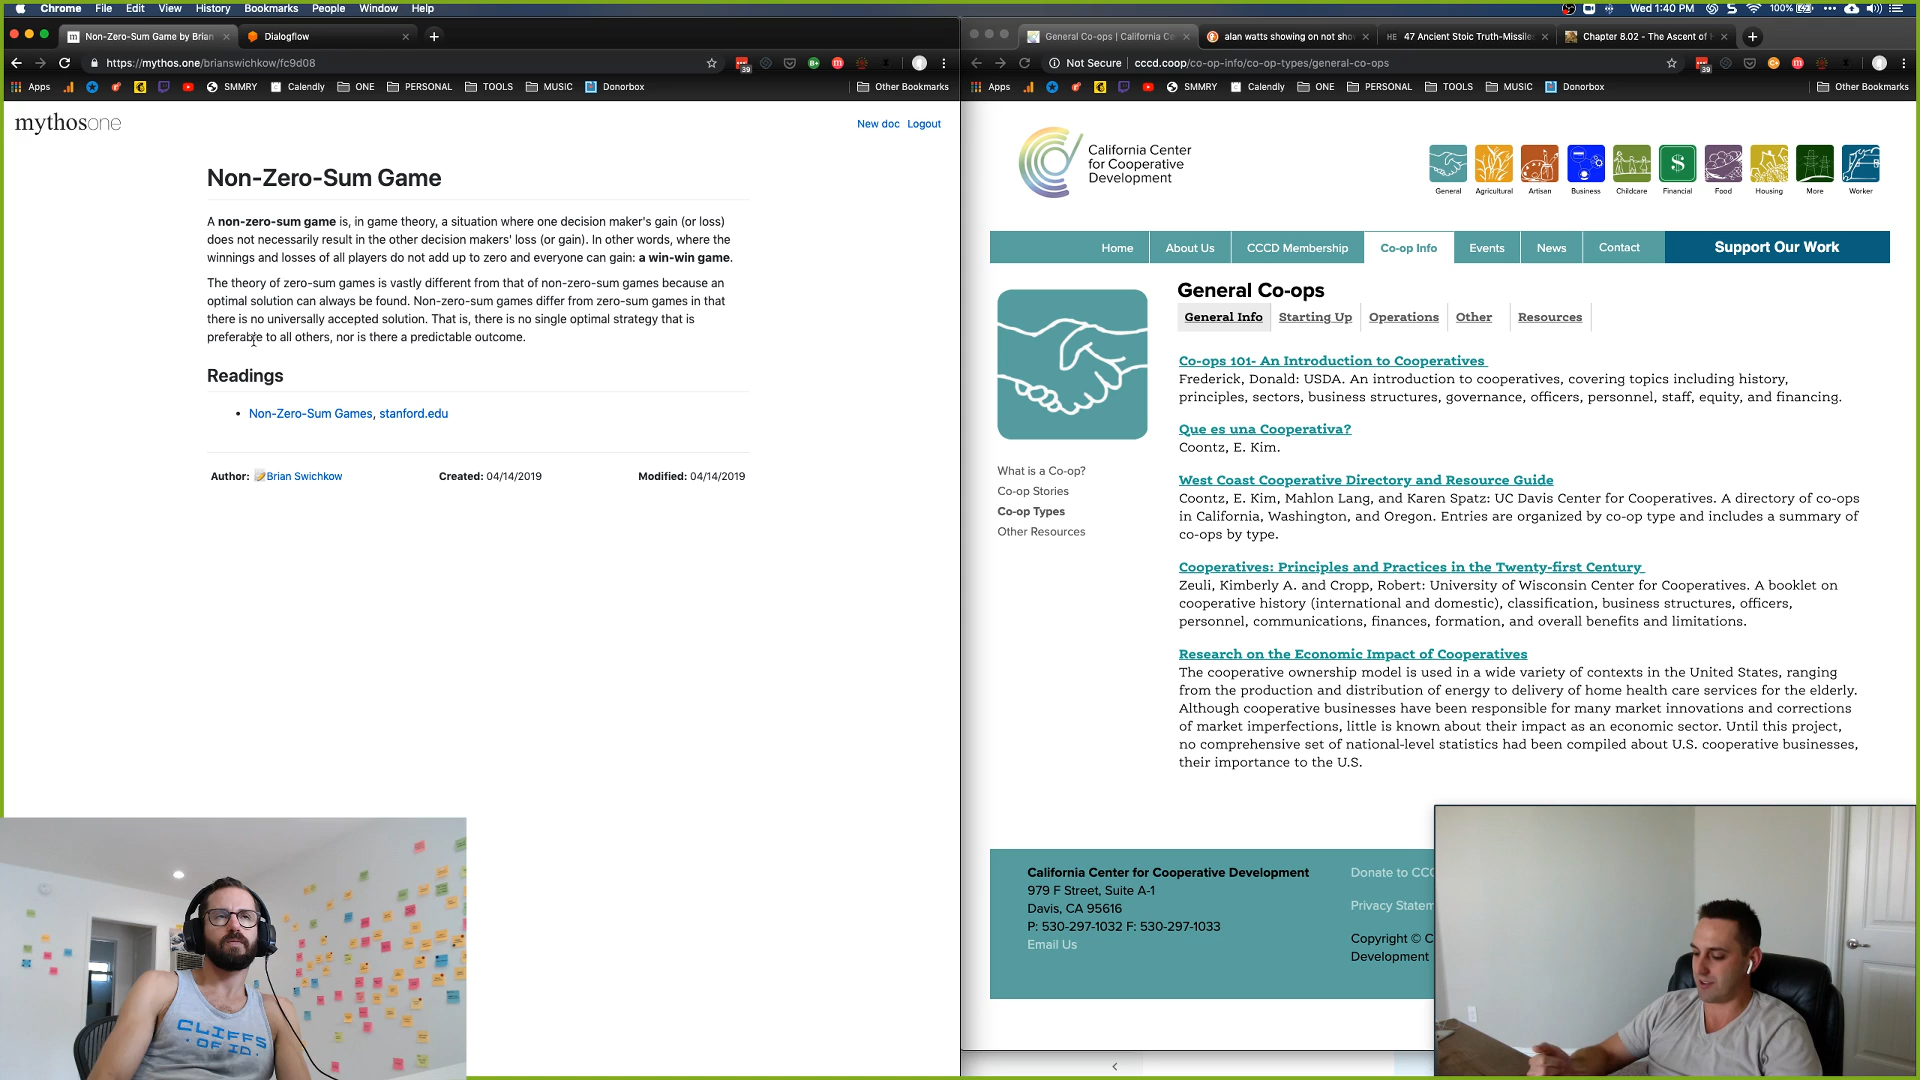 Chrome File Edit View History Bookmarks People Window Help
100% Wed 1:40 PM
Non-Zero-Sum Game by Brian
Dialogflow
https://mythos.one/brianswichkow/fc9d08
39
Apps SMMRY Calendly ONE PERSONAL TOOLS MUSIC Donorbox Other Bookmarks
mythosone
New doc Logout
Non-Zero-Sum Game
A non-zero-sum game is, in game theory, a situation where one decision maker's gain (or loss)
does not necessarily result in the other decision makers' loss (or gain). In other words, where the
winnings and losses of all players do not add up to zero and everyone can gain: a win-win game.
The theory of zero-sum games is vastly different from that of non-zero-sum games because an
optimal solution can always be found. Non-zero-sum games differ from zero-sum games in that
there is no universally accepted solution. That is, there is no single optimal strategy that is
preferable to all others, nor is there a predictable outcome.
Readings
Non-Zero-Sum Games, stanford.edu
Author: Brian Swichkow Created: 04/14/2019 Modified: 04/14/2019
CLIFFS
OF ID.
General Co-ops | California Ce
alan watts showing on not sho
HE 47 Ancient Stoic Truth-Missile
Chapter 8.02 - The Ascent of
Not Secure | cccd.coop/co-op-info/co-op-types/general-co-ops
39
Apps SMMRY Calendly ONE PERSONAL TOOLS MUSIC Donorbox Other Bookmarks
California Center
for Cooperative
Development
General Agricultural Artisan Business Childcare Financial Food Housing More Worker
Home About Us CCCD Membership Co-op Info Events News Contact Support Our Work
General Co-ops
General Info Starting Up Operations Other Resources
What is a Co-op?
Co-op Stories
Co-op Types
Other Resources
Co-ops 101- An Introduction to Cooperatives
Frederick, Donald: USDA. An introduction to cooperatives, covering topics including history,
principles, sectors, business structures, governance, officers, personnel, staff, equity, and financing.
Que es una Cooperativa?
Coontz, E. Kim.
West Coast Cooperative Directory and Resource Guide
Coontz, E. Kim, Mahlon Lang, and Karen Spatz: UC Davis Center for Cooperatives. A directory of co-ops
in California, Washington, and Oregon. Entries are organized by co-op type and includes a summary of
co-ops by type.
Cooperatives: Principles and Practices in the Twenty-first Century
Zeuli, Kimberly A. and Cropp, Robert: University of Wisconsin Center for Cooperatives. A booklet on
cooperative history (international and domestic), classification, business structures, officers,
personnel, communications, finances, formation, and overall benefits and limitations.
Research on the Economic Impact of Cooperatives
The cooperative ownership model is used in a wide variety of contexts in the United States, ranging
from the production and distribution of energy to delivery of home health care services for the elderly.
Although cooperative businesses have been responsible for many market innovations and corrections
of market imperfections, little is known about their impact as an economic sector. Until this project,
no comprehensive set of national-level statistics had been compiled about U.S. cooperative businesses,
their importance to the U.S.
California Center for Cooperative Development
979 F Street, Suite A-1
Davis, CA 95616
P: 530-297-1032 F: 530-297-1033
Email Us
Donate to CCC
Privacy Statem
Copyright © C
Development